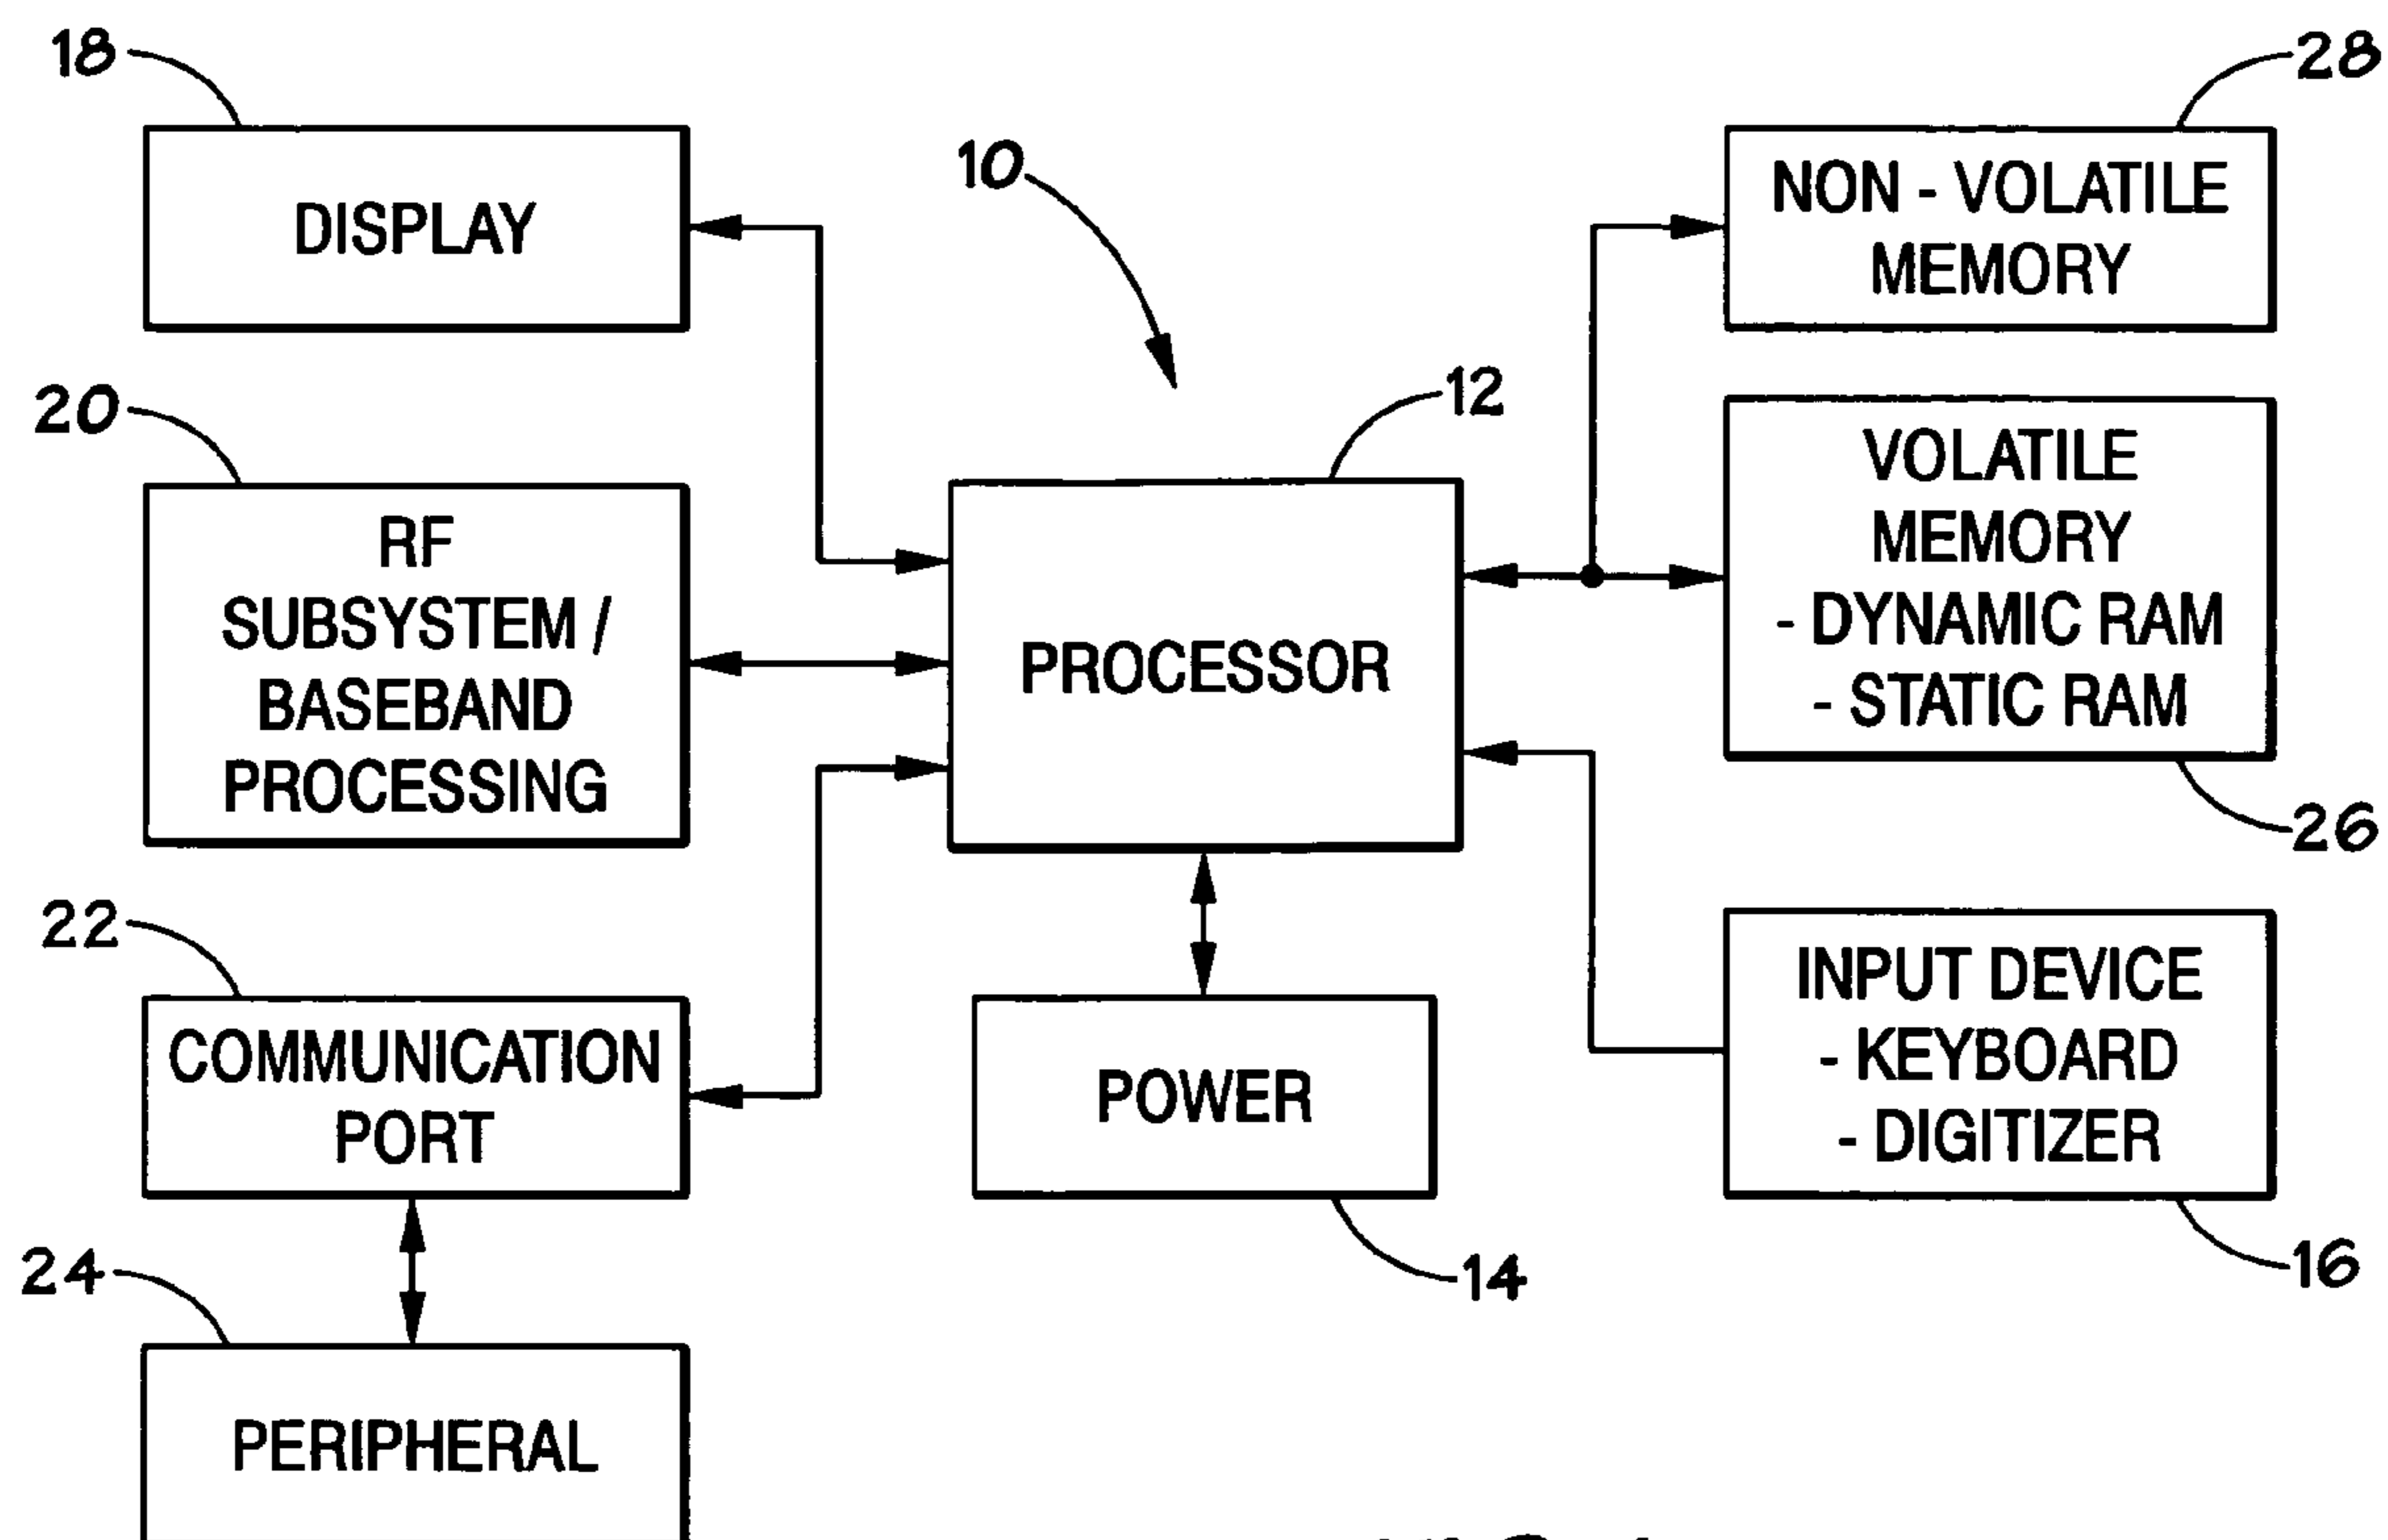 18
28
10
DISPLAY
NON - VOLATILE
MEMORY
20
12
RF
SUBSYSTEM /
BASEBAND
PROCESSING
PROCESSOR
VOLATILE
MEMORY
- DYNAMIC RAM
- STATIC RAM
26
22
COMMUNICATION
PORT
POWER
INPUT DEVICE
- KEYBOARD
- DIGITIZER
24
14
16
PERIPHERAL